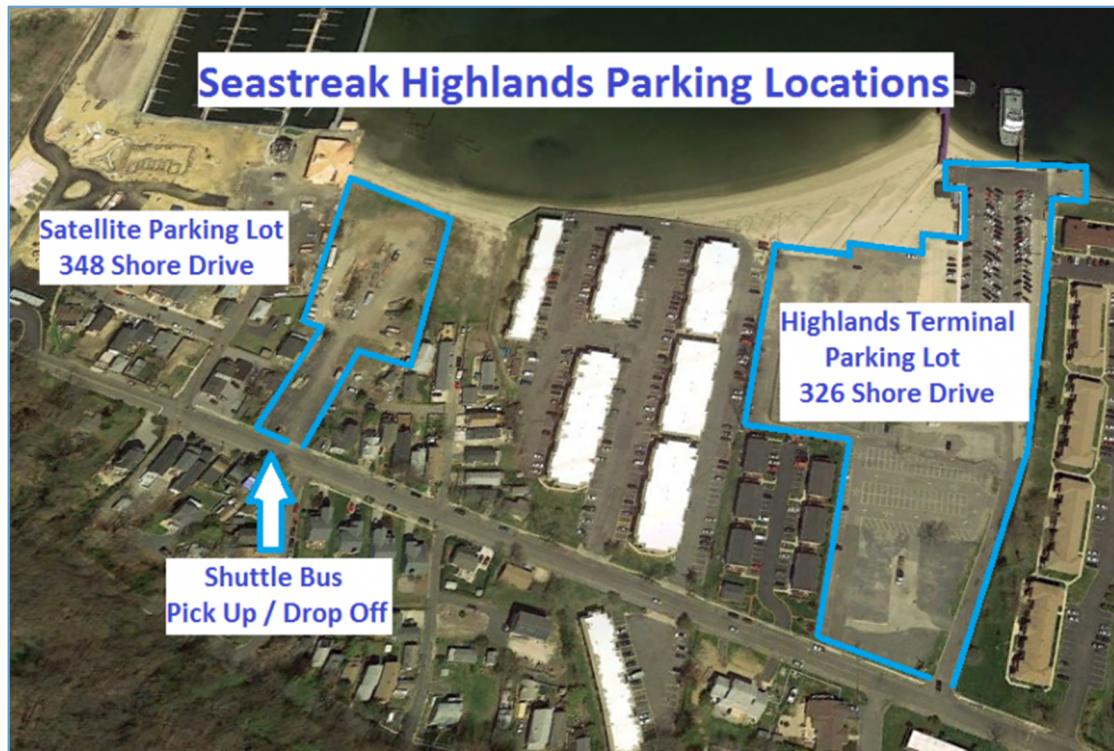 Seastreak Highlands Parking Locations
Satellite Parking Lot
348 Shore Drive
Highlands Terminal
Parking Lot
326 Shore Drive
Shuttle Bus
Pick Up / Drop Off